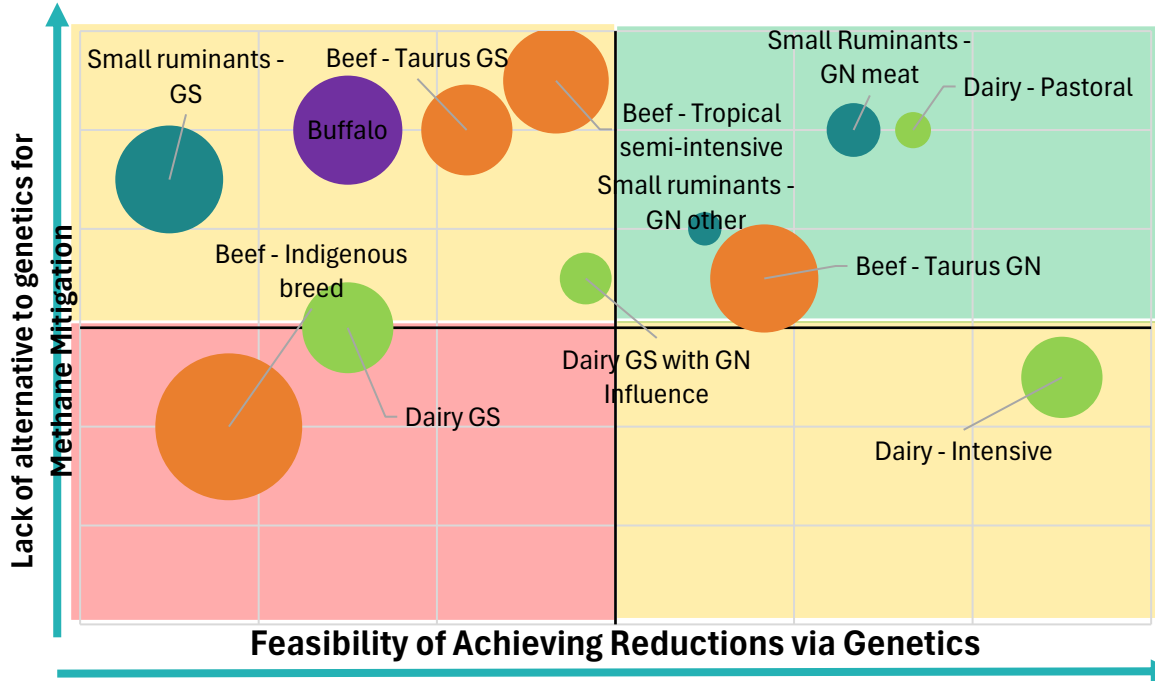 Small ruminants -
GS
Beef - Taurus GS
Buffalo
Small Ruminants -
GN meat
Dairy - Pastoral
Beef - Tropical
semi-intensive
Small ruminants -
GN other
Beef - Indigenous
breed
Beef - Taurus GN
Dairy GS with GN
Influence
Dairy GS
Dairy - Intensive
Lack of alternative to genetics for
Methane Mitigation
Feasibility of Achieving Reductions via Genetics